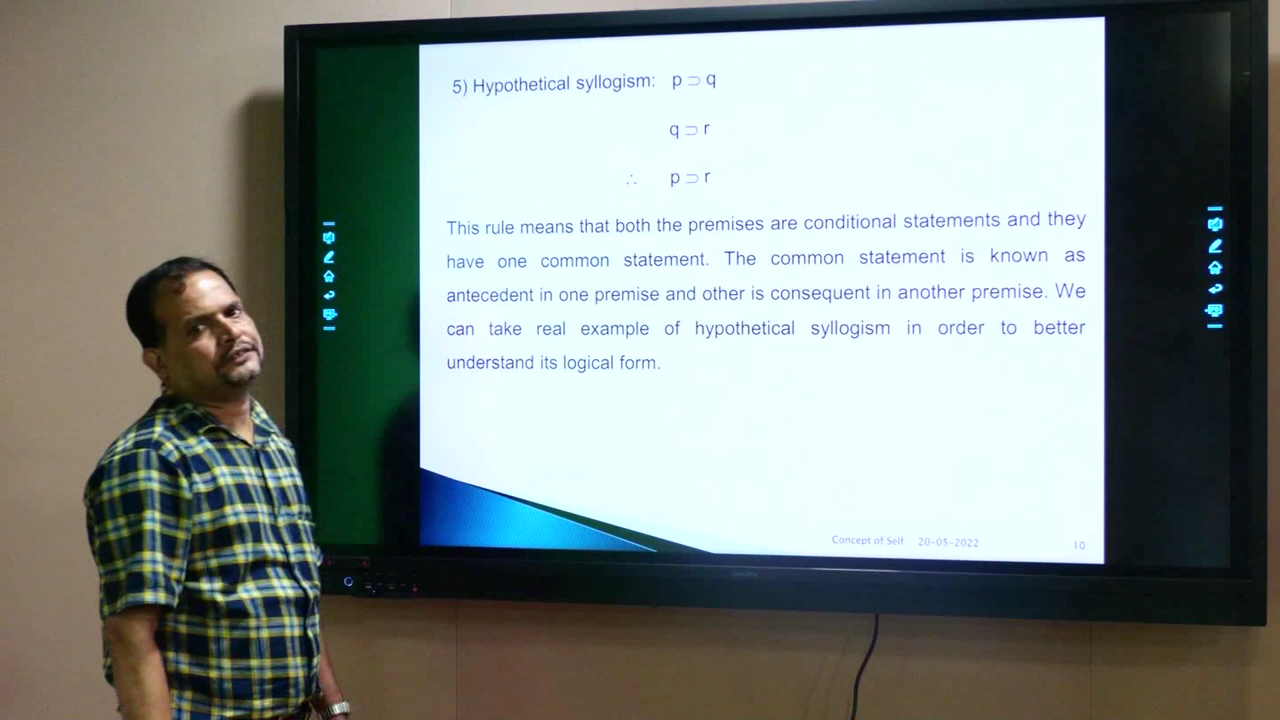 5) Hypothetical syllogism: p ⊃ q
q ⊃ r
∴ p ⊃ r
This rule means that both the premises are conditional statements and they
have one common statement. The common statement is known as
antecedent in one premise and other is consequent in another premise. We
can take real example of hypothetical syllogism in order to better
understand its logical form.
Concept of Self 20-05-2022 10